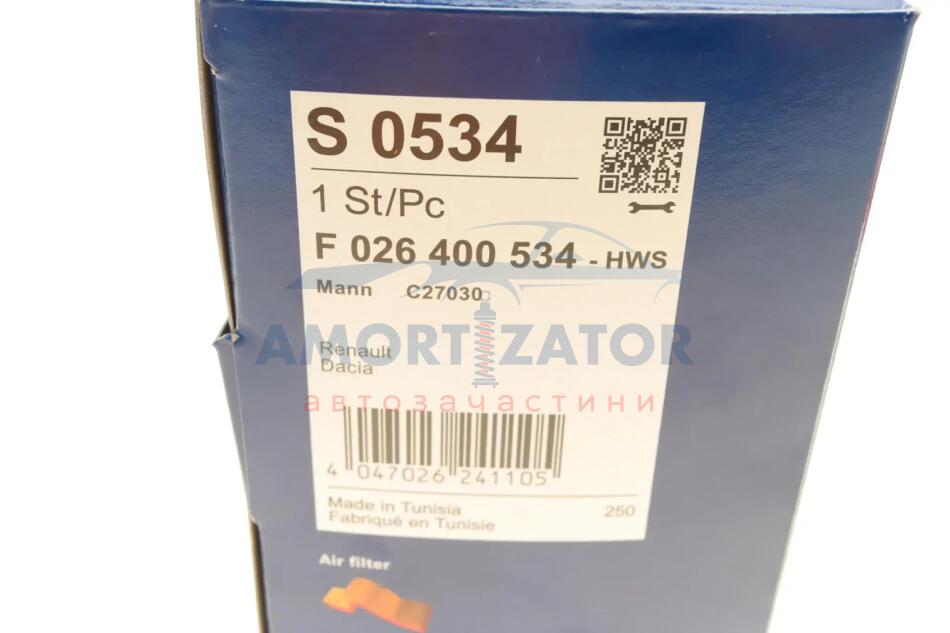 S 0534
1 St/Pc
F 026 400 534 - HWS
Mann C27030
AMORTIZATOR
Renault
Dacia
автозачастини
4 047026 241105
Made in Tunisia 250
Fabriqué en Tunisie
Air filter